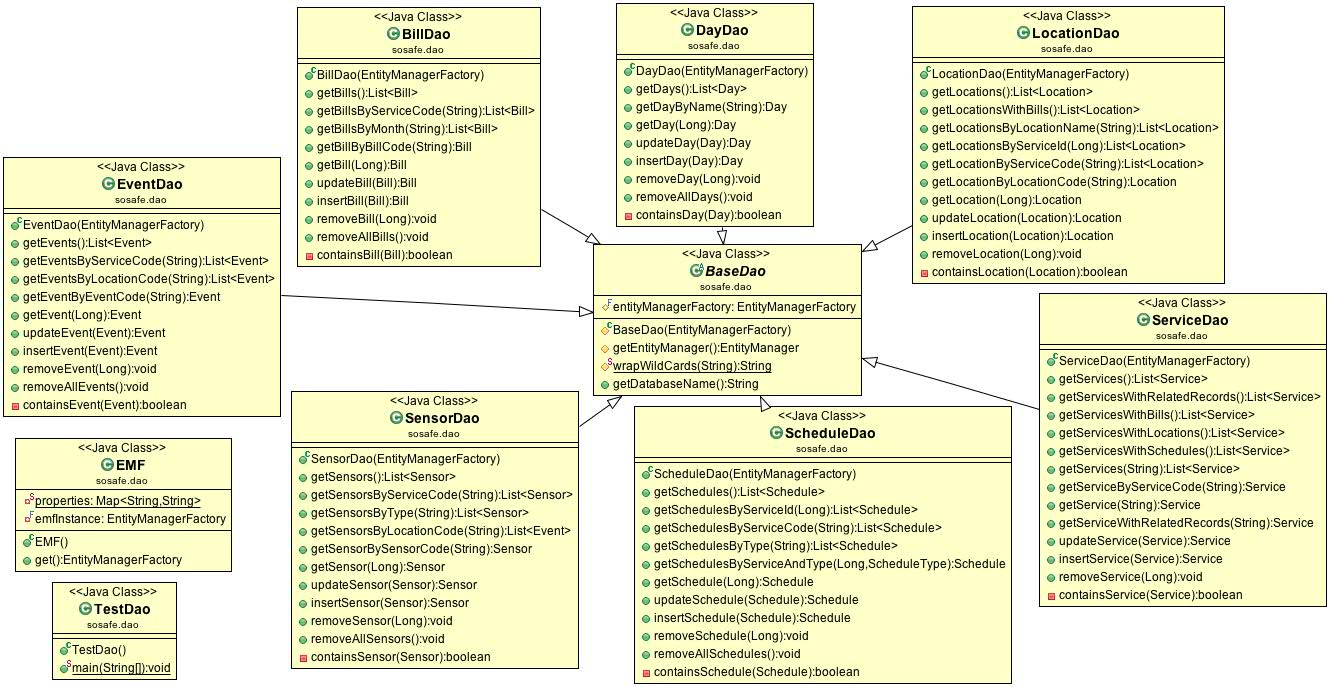 <<Java Class>>
BillDao
sosafe.dao
BillDao(EntityManagerFactory)
getBills():List<Bill>
getBillsByServiceCode(String):List<Bill>
getBillsByMonth(String):List<Bill>
getBillByBillCode(String):Bill
getBill(Long):Bill
updateBill(Bill):Bill
insertBill(Bill):Bill
removeBill(Long):void
removeAllBills():void
containsBill(Bill):boolean
<<Java Class>>
DayDao
sosafe.dao
DayDao(EntityManagerFactory)
getDays():List<Day>
getDayByName(String):Day
getDay(Long):Day
updateDay(Day):Day
insertDay(Day):Day
removeDay(Long):void
removeAllDays():void
containsDay(Day):boolean
<<Java Class>>
LocationDao
sosafe.dao
LocationDao(EntityManagerFactory)
getLocations():List<Location>
getLocationsWithBills():List<Location>
getLocationsByLocationName(String):List<Location>
getLocationsByServiceId(Long):List<Location>
getLocationByServiceCode(String):List<Location>
getLocationByLocationCode(String):Location
getLocation(Long):Location
updateLocation(Location):Location
insertLocation(Location):Location
removeLocation(Long):void
containsLocation(Location):boolean
<<Java Class>>
EventDao
sosafe.dao
EventDao(EntityManagerFactory)
getEvents():List<Event>
getEventsByServiceCode(String):List<Event>
getEventsByLocationCode(String):List<Event>
getEventByEventCode(String):Event
getEvent(Long):Event
updateEvent(Event):Event
insertEvent(Event):Event
removeEvent(Long):void
removeAllEvents():void
containsEvent(Event):boolean
<<Java Class>>
BaseDao
sosafe.dao
entityManagerFactory: EntityManagerFactory
BaseDao(EntityManagerFactory)
getEntityManager():EntityManager
wrapWildCards(String):String
getDatabaseName():String
<<Java Class>>
ServiceDao
sosafe.dao
ServiceDao(EntityManagerFactory)
getServices():List<Service>
getServicesWithRelatedRecords():List<Service>
getServicesWithBills():List<Service>
getServicesWithLocations():List<Service>
getServicesWithSchedules():List<Service>
getServices(String):List<Service>
getServiceByServiceCode(String):Service
getService(String):Service
getServiceWithRelatedRecords(String):Service
updateService(Service):Service
insertService(Service):Service
removeService(Long):void
containsService(Service):boolean
<<Java Class>>
SensorDao
sosafe.dao
SensorDao(EntityManagerFactory)
getSensors():List<Sensor>
getSensorsByServiceCode(String):List<Sensor>
getSensorsByType(String):List<Sensor>
getSensorsByLocationCode(String):List<Event>
getSensorBySensorCode(String):Sensor
getSensor(Long):Sensor
updateSensor(Sensor):Sensor
insertSensor(Sensor):Sensor
removeSensor(Long):void
removeAllSensors():void
containsSensor(Sensor):boolean
<<Java Class>>
ScheduleDao
sosafe.dao
ScheduleDao(EntityManagerFactory)
getSchedules():List<Schedule>
getSchedulesByServiceId(Long):List<Schedule>
getSchedulesByServiceCode(String):List<Schedule>
getSchedulesByType(String):List<Schedule>
getSchedulesByServiceAndType(Long,ScheduleType):Schedule
getSchedule(Long):Schedule
updateSchedule(Schedule):Schedule
insertSchedule(Schedule):Schedule
removeSchedule(Long):void
removeAllSchedules():void
containsSchedule(Schedule):boolean
<<Java Class>>
EMF
sosafe.dao
properties: Map<String,String>
emfInstance: EntityManagerFactory
EMF()
get():EntityManagerFactory
<<Java Class>>
TestDao
sosafe.dao
TestDao()
main(String[]):void